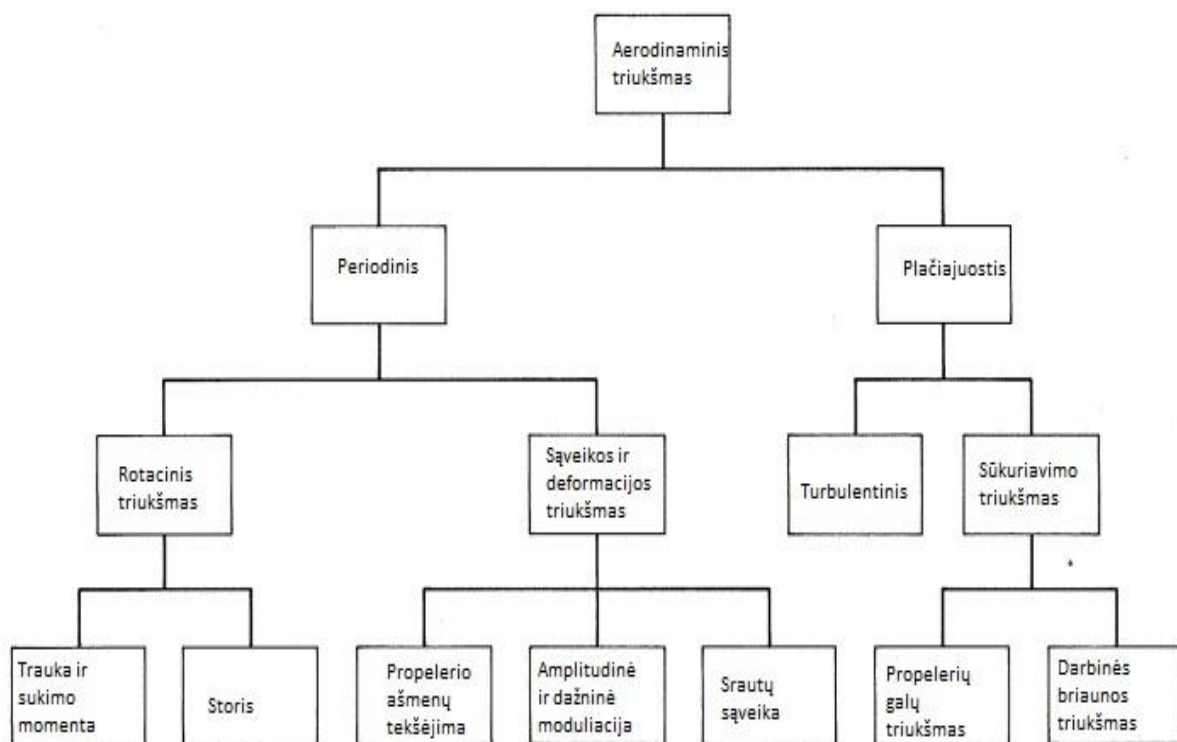 Aerodinaminis
triukšmas
Periodinis
Plačiajuostis
Rotacinis
triukšmas
Sąveikos ir
deformacijos
triukšmas
Turbulentinis
Sūkuriavimo
triukšmas
Trauka ir
sukimo
momenta
Storis
Propelerio
ašmenų
tekšėjima
Amplitudinė
ir dažninė
moduliacija
Srautų
sąveika
Propelerių
galų
triukšmas
Darbinės
briaunos
triukšmas